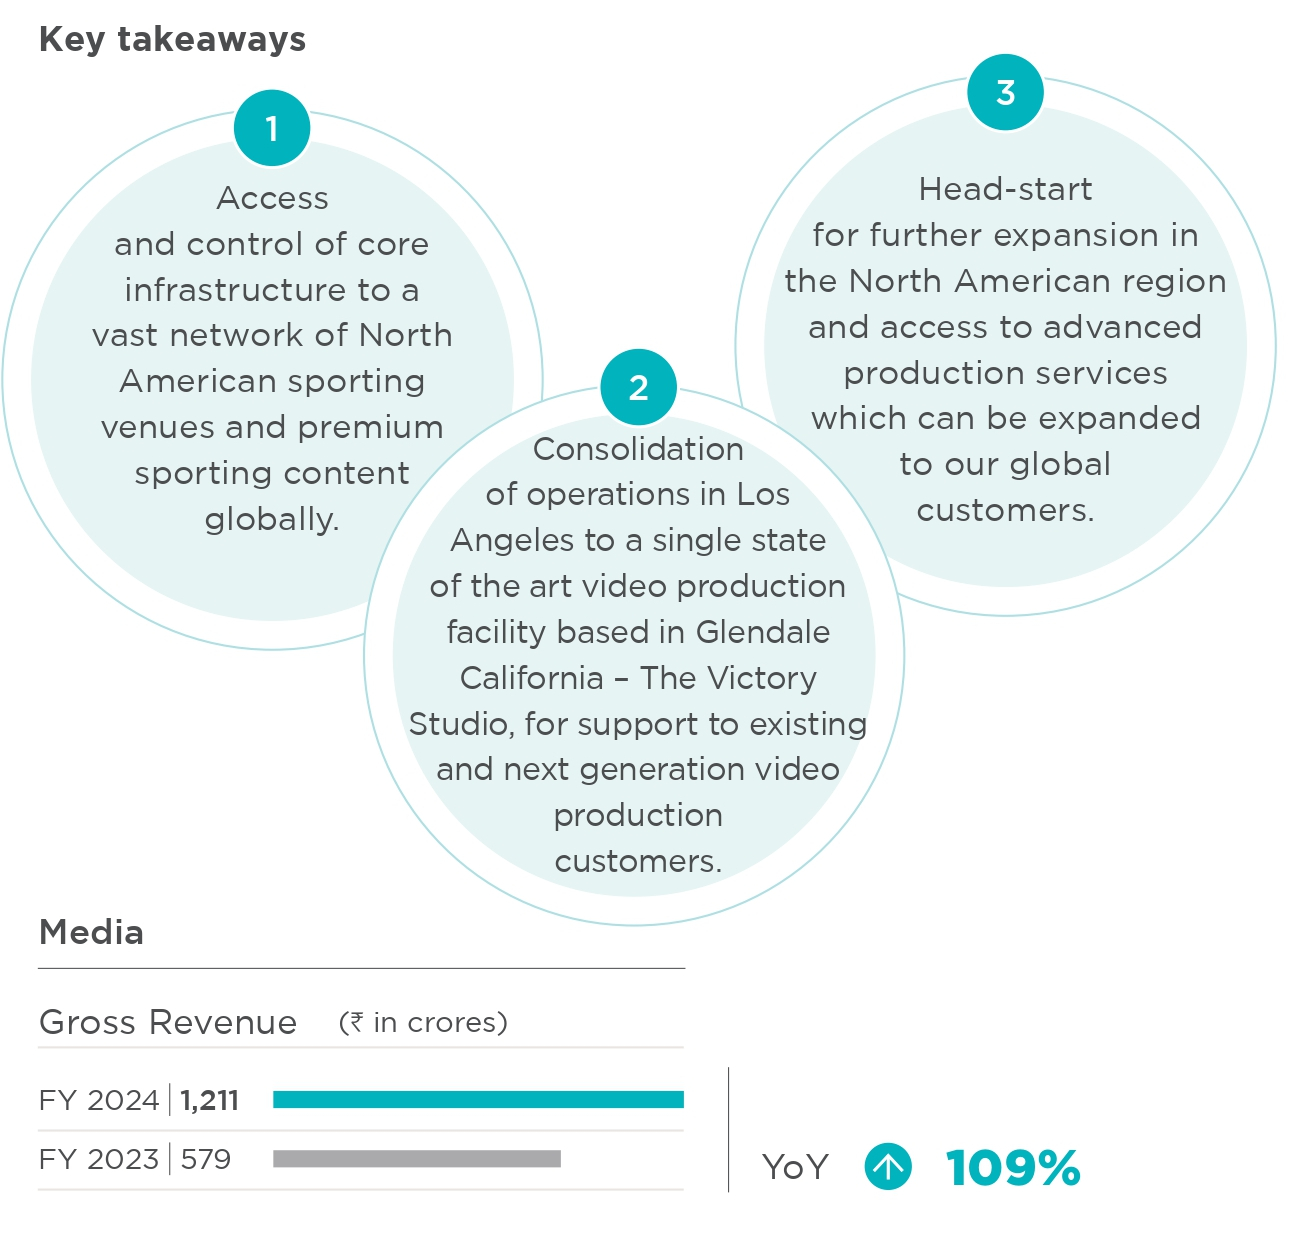 Key takeaways
1
Access
and control of core
infrastructure to a
vast network of North
American sporting
venues and premium
sporting content
globally.
2
Consolidation
of operations in Los
Angeles to a single state
of the art video production
facility based in Glendale
California – The Victory
Studio, for support to existing
and next generation video
production
customers.
3
Head-start
for further expansion in
the North American region
and access to advanced
production services
which can be expanded
to our global
customers.
Media
Gross Revenue (₹ in crores)
FY 2024 | 1,211
FY 2023 | 579
YoY 109%